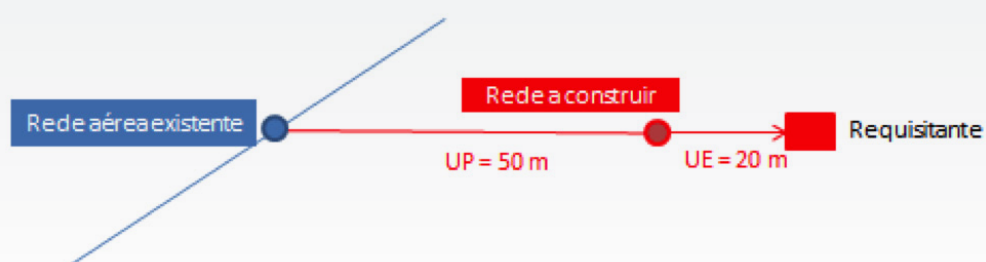 Rede a construir
Rede aérea existente
Requisitante
UP = 50 m
UE = 20 m